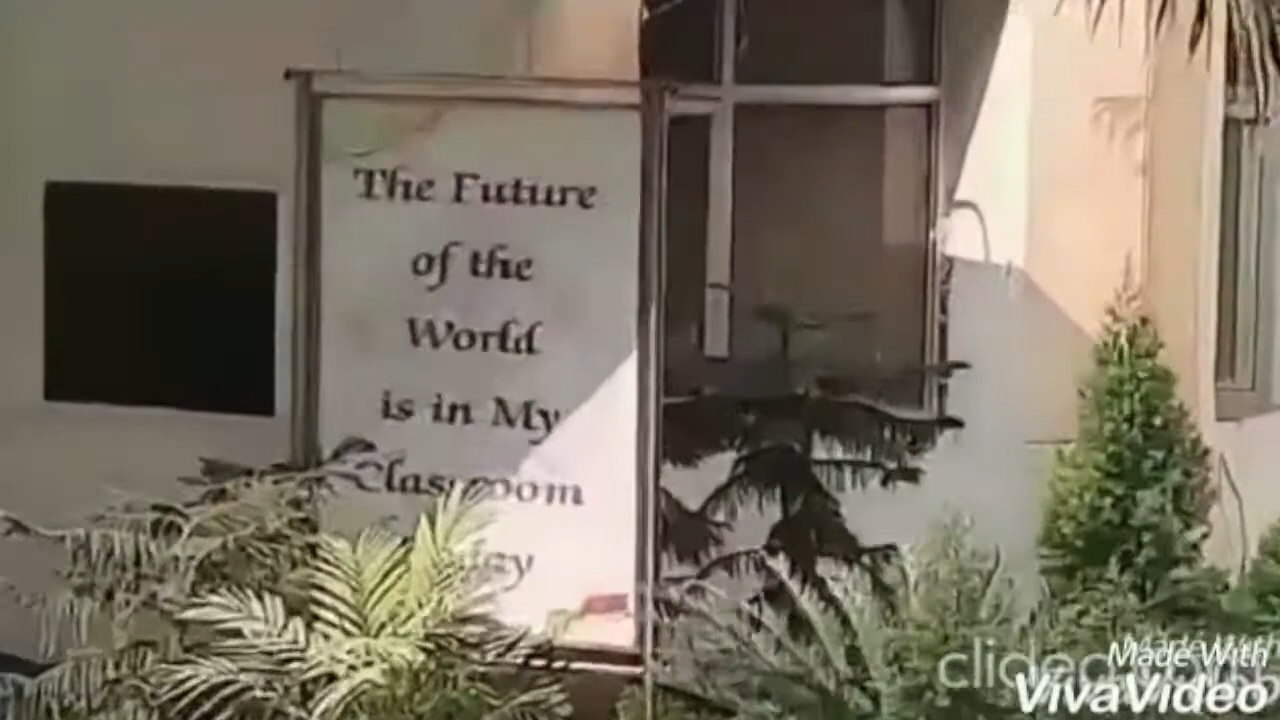 The Future
of the
World
is in My
Classroom
Made With
VivaVideo